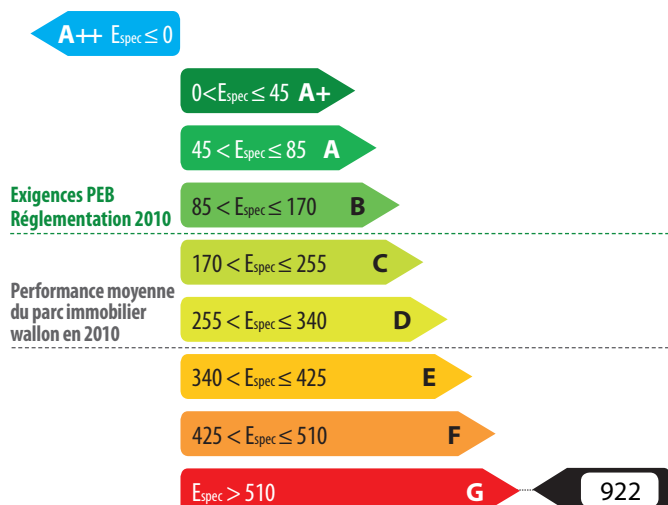 A++ Espec ≤ 0
0<Espec ≤ 45 A+
45 < Espec ≤ 85 A
Exigences PEB
Réglementation 2010
85 < Espec ≤ 170 B
170 < Espec ≤ 255 C
Performance moyenne
du parc immobilier
wallon en 2010
255 < Espec ≤ 340 D
340 < Espec ≤ 425 E
425 < Espec ≤ 510 F
Espec > 510 G
922